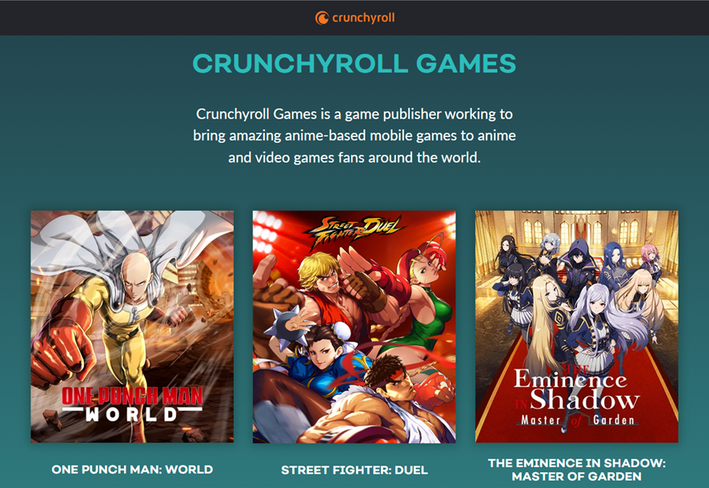 crunchyroll
CRUNCHYROLL GAMES
Crunchyroll Games is a game publisher working to
bring amazing anime-based mobile games to anime
and video games fans around the world.
ONE PUNCH MAN
WORLD
STREET
FIGHTER DUEL
THE
Eminence
IN Shadow
Master of Garden
ONE PUNCH MAN: WORLD
STREET FIGHTER: DUEL
THE EMINENCE IN SHADOW:
MASTER OF GARDEN